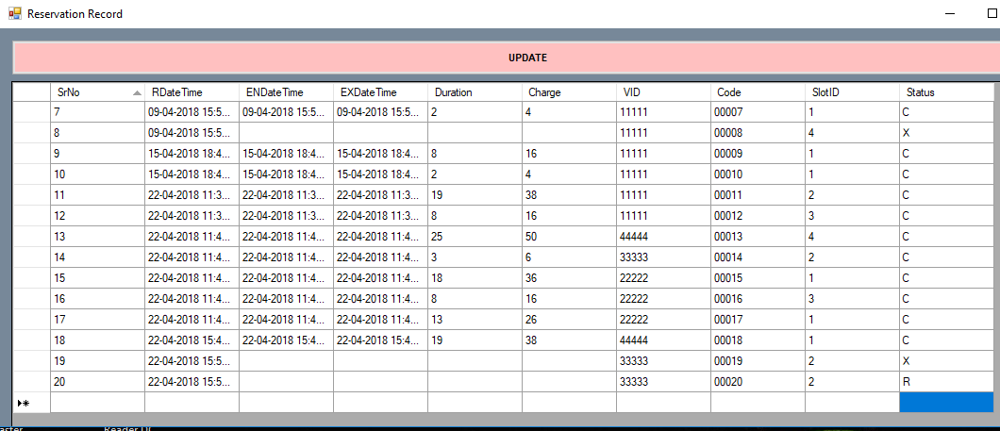 Reservation Record
UPDATE
SrNo RDateTime ENDateTime EXDateTime Duration Charge VID Code SlotID Status
7 09-04-2018 15:5... 09-04-2018 15:5... 09-04-2018 15:5... 2 4 11111 00007 1 C
8 09-04-2018 15:5... 11111 00008 4 X
9 15-04-2018 18:4... 15-04-2018 18:4... 15-04-2018 18:4... 8 16 11111 00009 1 C
10 15-04-2018 18:4... 15-04-2018 18:4... 15-04-2018 18:4... 2 4 11111 00010 1 C
11 22-04-2018 11:3... 22-04-2018 11:3... 22-04-2018 11:3... 19 38 11111 00011 2 C
12 22-04-2018 11:3... 22-04-2018 11:3... 22-04-2018 11:3... 8 16 11111 00012 3 C
13 22-04-2018 11:4... 22-04-2018 11:4... 22-04-2018 11:4... 25 50 44444 00013 4 C
14 22-04-2018 11:4... 22-04-2018 11:4... 22-04-2018 11:4... 3 6 33333 00014 2 C
15 22-04-2018 11:4... 22-04-2018 11:4... 22-04-2018 11:4... 18 36 22222 00015 1 C
16 22-04-2018 11:4... 22-04-2018 11:4... 22-04-2018 11:4... 8 16 22222 00016 3 C
17 22-04-2018 11:4... 22-04-2018 11:4... 22-04-2018 11:4... 13 26 22222 00017 1 C
18 22-04-2018 15:4... 22-04-2018 15:4... 22-04-2018 15:4... 19 38 44444 00018 1 C
19 22-04-2018 15:5... 33333 00019 2 X
20 22-04-2018 15:5... 33333 00020 2 R